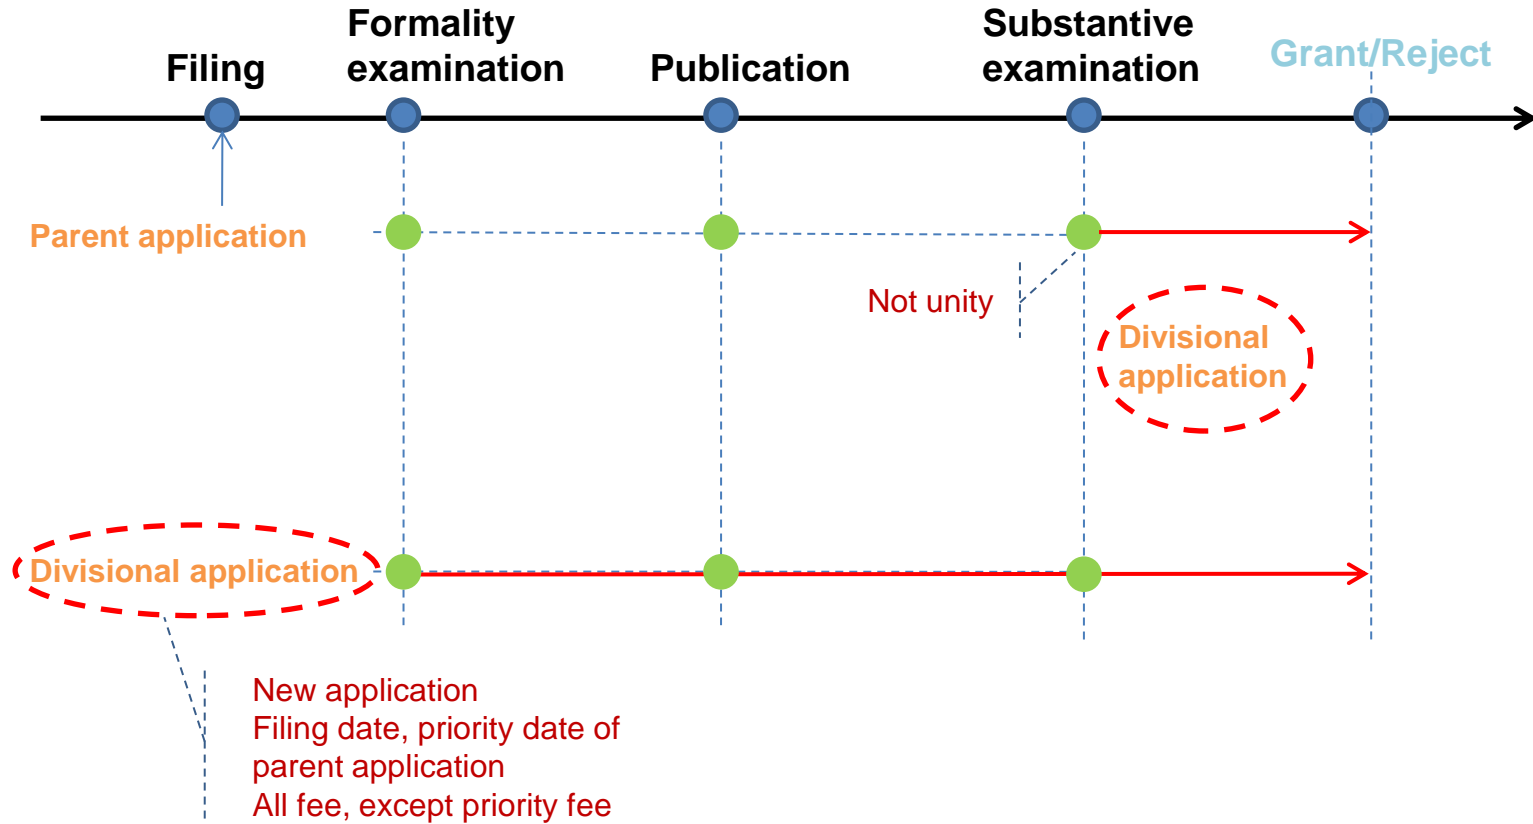 Formality
examination
Filing
Publication
Substantive
examination
Grant/Reject
Parent application
Not unity
Divisional
application
Divisional application
New application
Filing date, priority date of
parent application
All fee, except priority fee